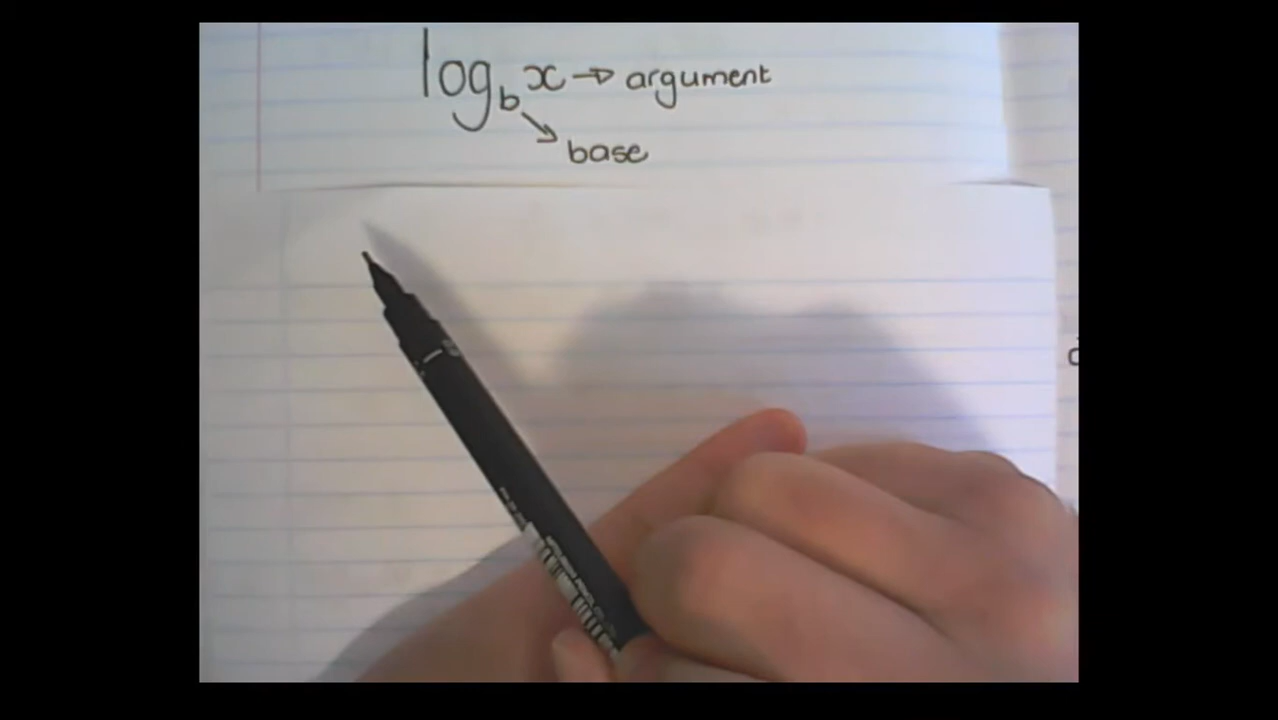 log_b x → argument
base